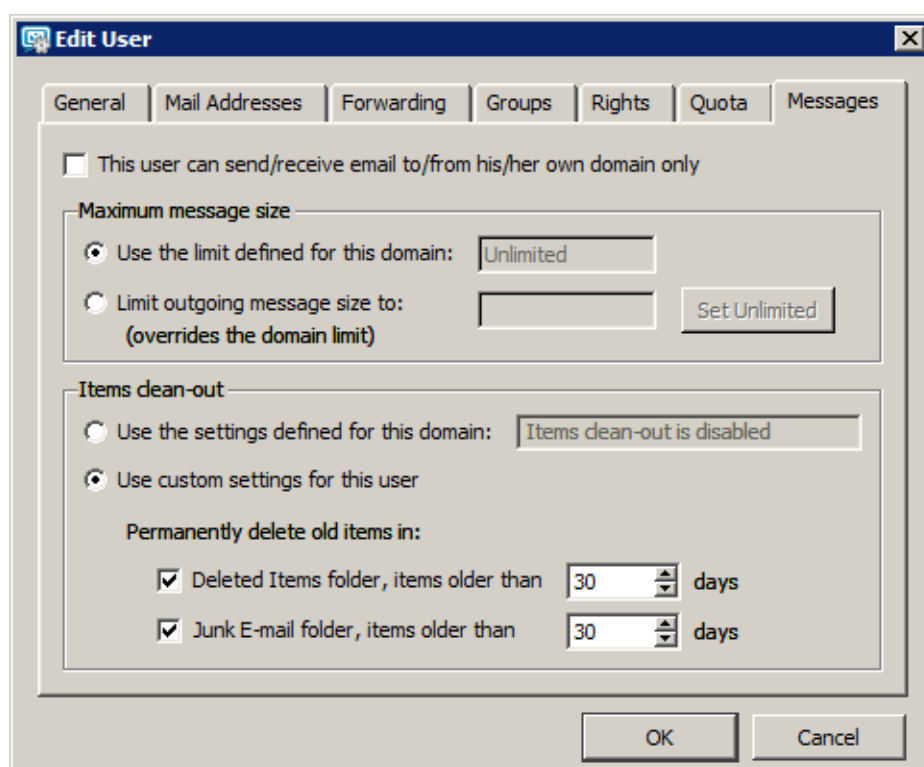 Edit User
General Mail Addresses Forwarding Groups Rights Quota Messages
This user can send/receive email to/from his/her own domain only
Maximum message size
Use the limit defined for this domain: Unlimited
Limit outgoing message size to: Set Unlimited
(overrides the domain limit)
Items clean-out
Use the settings defined for this domain: Items clean-out is disabled
Use custom settings for this user
Permanently delete old items in:
Deleted Items folder, items older than 30 days
Junk E-mail folder, items older than 30 days
OK Cancel